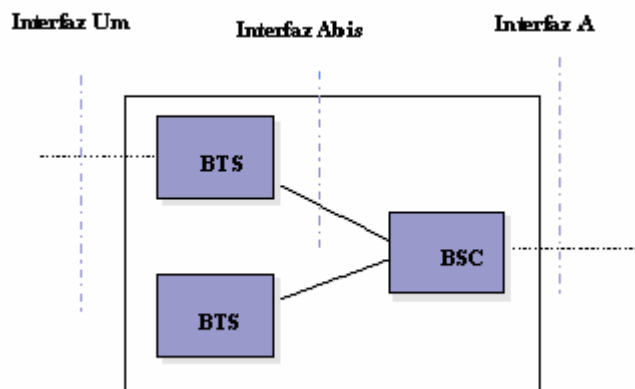 Interfaz Um
Interfaz Abis
Interfaz A
BTS
BSC
BTS